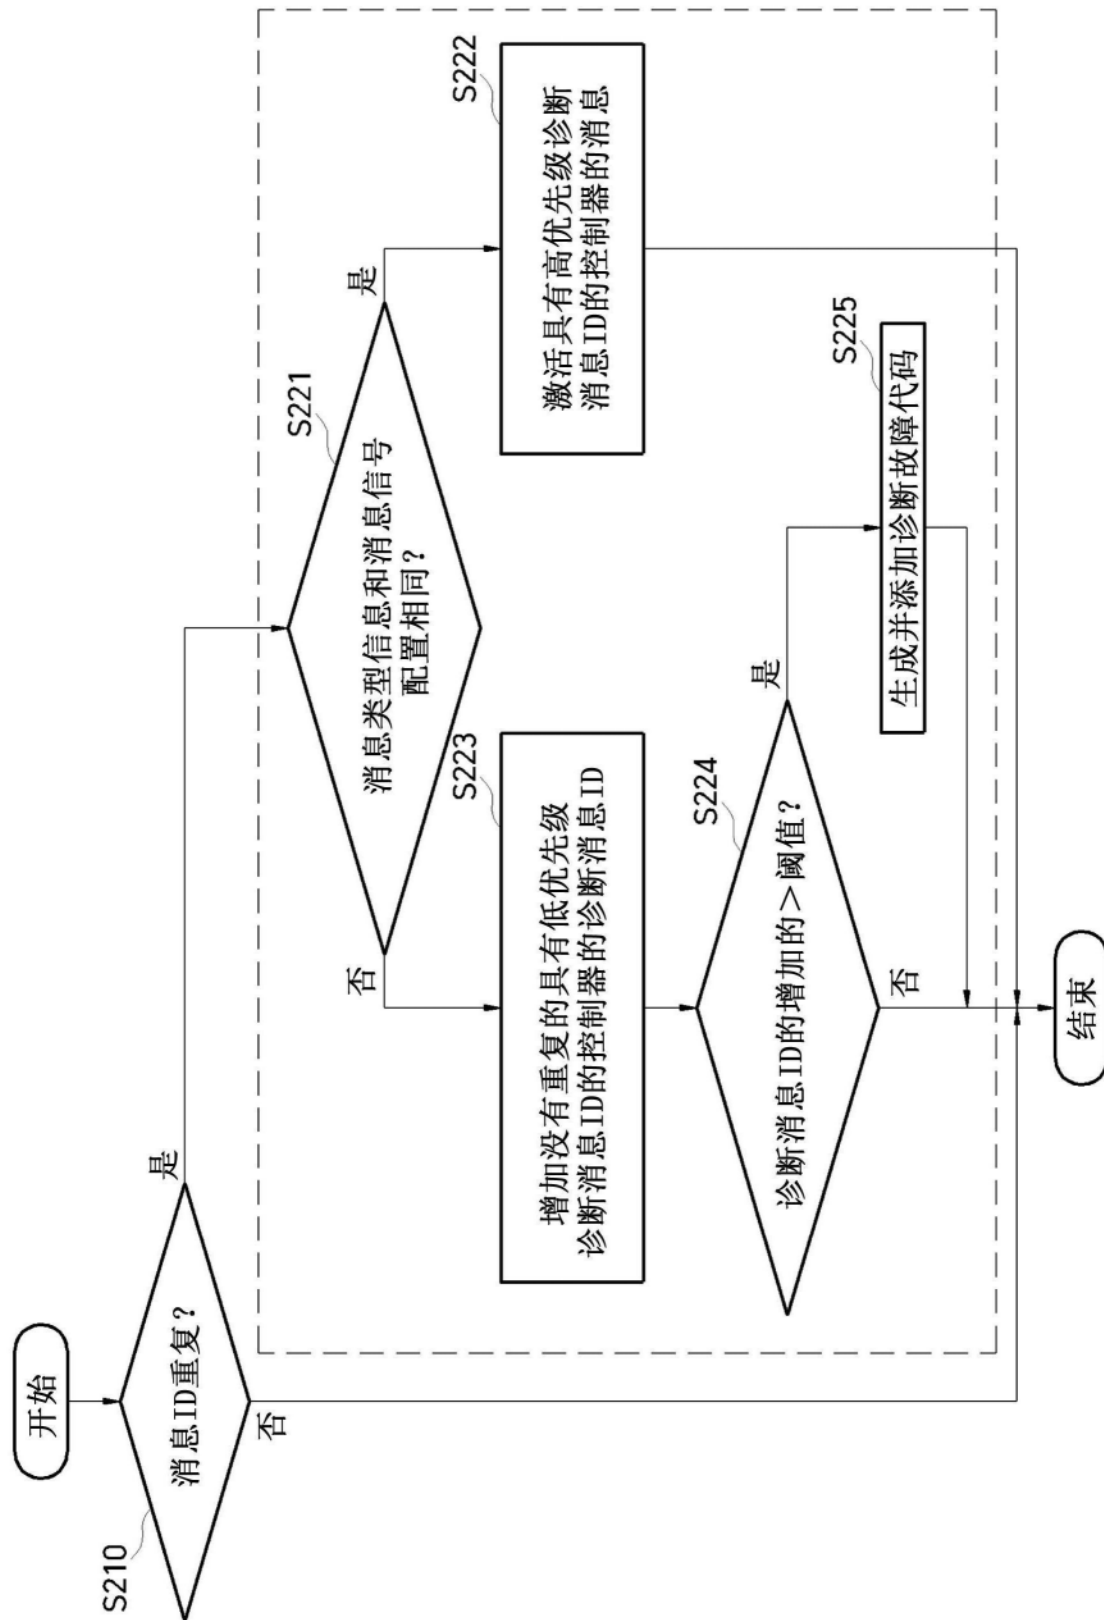 开始
S210
消息ID重复？
是
否
S221
消息类型信息和消息信号
配置相同？
是
否
S222
激活具有高优先级诊断
消息ID的控制器的消息
S223
增加没有重复的具有低优先级
诊断消息ID的控制器的诊断消息ID
S224
诊断消息ID的增加的>阈值？
是
否
S225
生成并添加诊断故障代码
结束